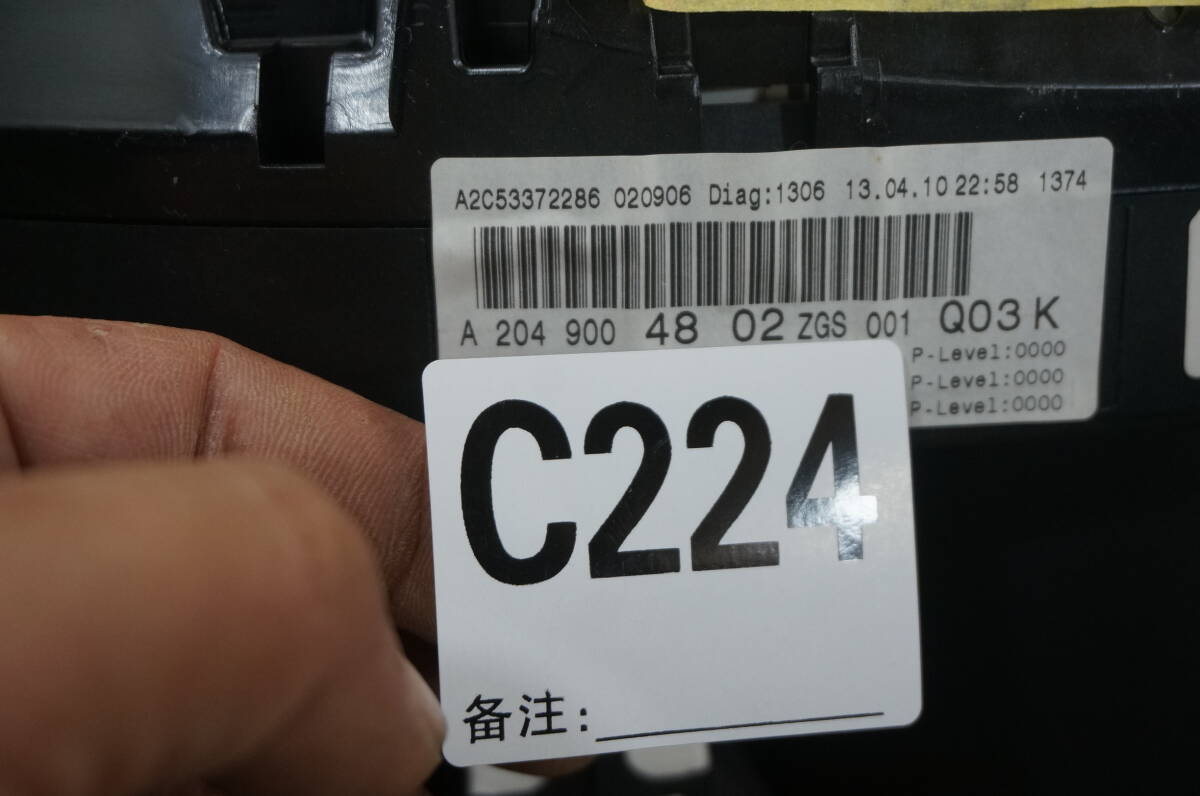 A2C53372286 020906 Diag:1306 13.04.10 22:58 1374
A 204 900 48 02 ZGS 001 Q03 K
P-Level:0000
P-Level:0000
P-Level:0000
C224
备注: